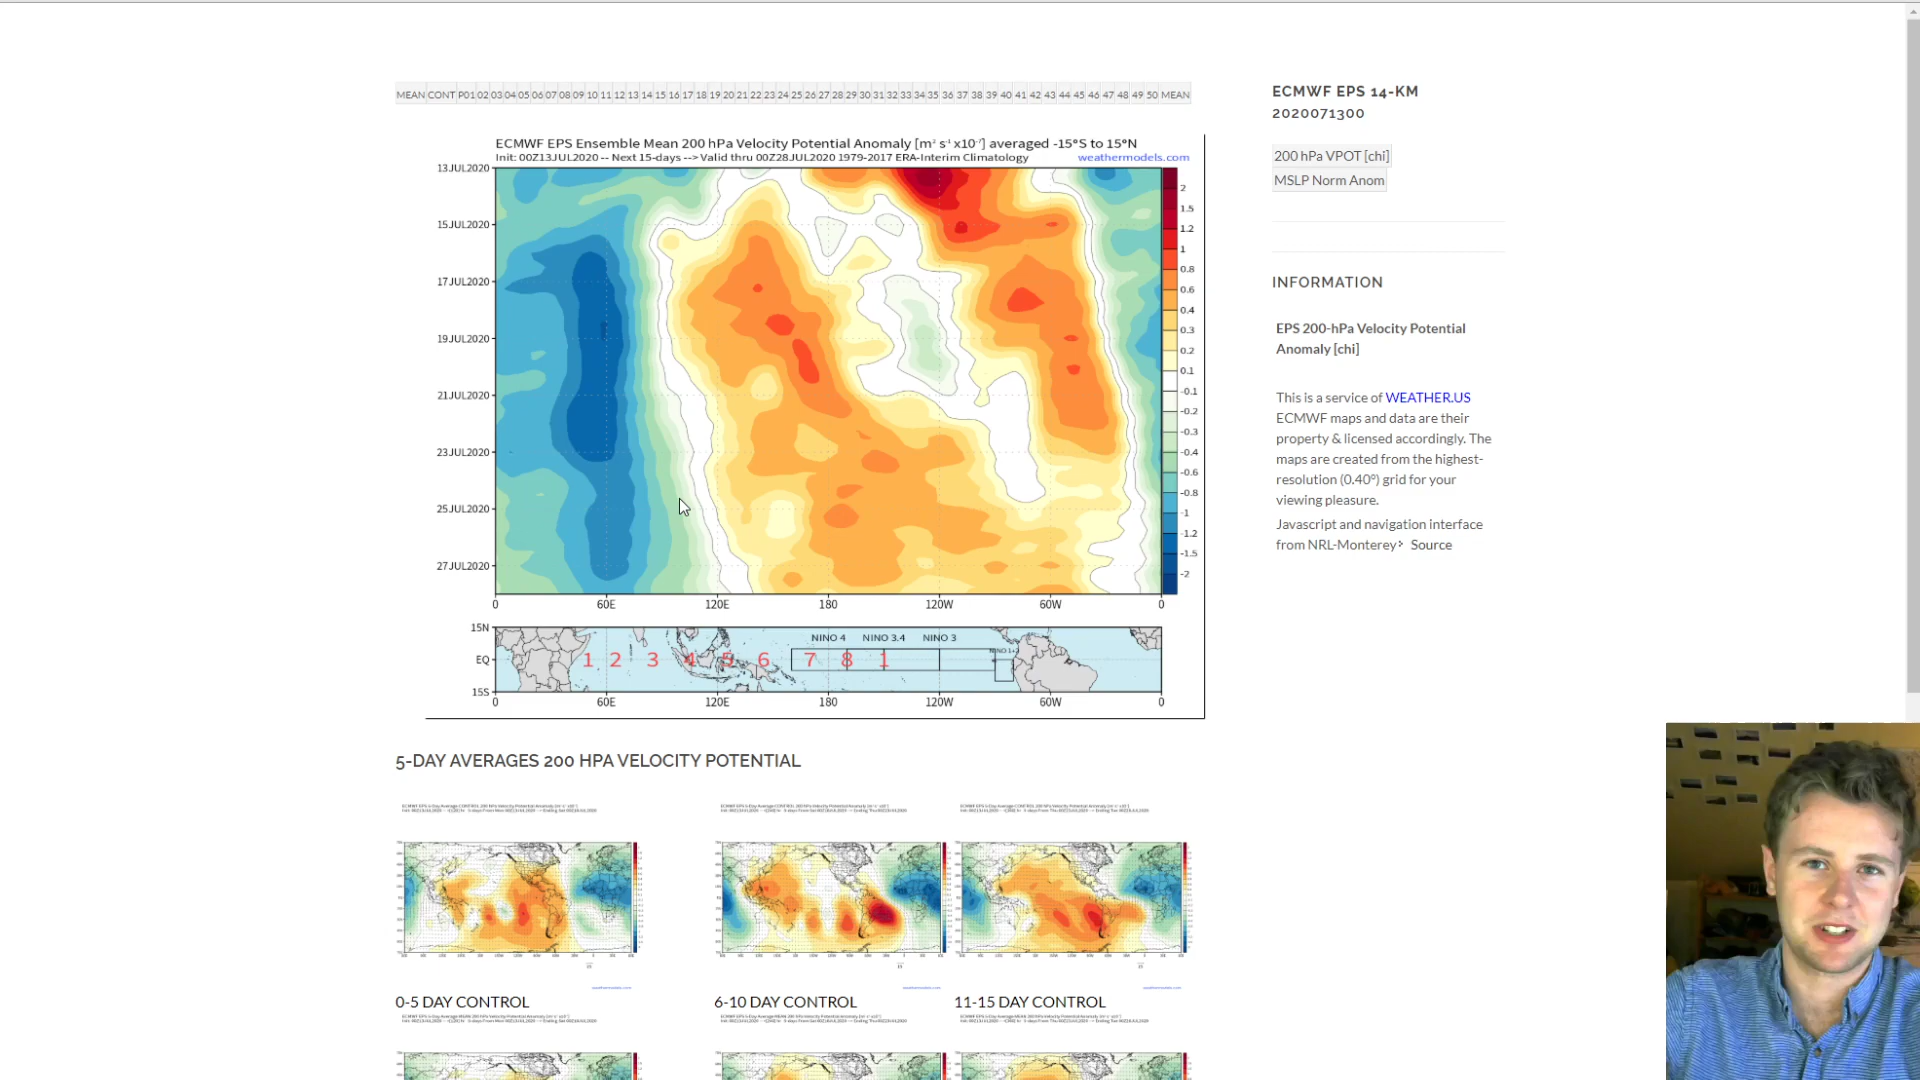 MEAN CONT P01 02 03 04 05 06 07 08 09 10 11 12 13 14 15 16 17 18 19 20 21 22 23 24 25 26 27 28 29 30 31 32 33 34 35 36 37 38 39 40 41 42 43 44 45 46 47 48 49 50 MEAN
ECMWF EPS 14-KM
2020071300
200 hPa VPOT [chi]
MSLP Norm Anom
ECMWF EPS Ensemble Mean 200 hPa Velocity Potential Anomaly [m² s⁻¹ x10⁻⁷] averaged -15°S to 15°N
Init: 00Z13JUL2020 -- Next 15-days --> Valid thru 00Z28JUL2020 1979-2017 ERA-Interim Climatology
weathermodels.com
13JUL2020
15JUL2020
17JUL2020
19JUL2020
21JUL2020
23JUL2020
25JUL2020
27JUL2020
0 60E 120E 180 120W 60W 0
2
1.5
1.2
1
0.8
0.6
0.4
0.3
0.2
0.1
-0.1
-0.2
-0.3
-0.4
-0.6
-0.8
-1
-1.2
-1.5
-2
INFORMATION
EPS 200-hPa Velocity Potential
Anomaly [chi]
This is a service of WEATHER.US
ECMWF maps and data are their
property & licensed accordingly. The
maps are created from the highest-
resolution (0.40º) grid for your
viewing pleasure.
Javascript and navigation interface
from NRL-Monterey Source
15N
EQ
15S
NINO 4 NINO 3.4 NINO 3
1 2 3 4 5 6 7 8 1
0 60E 120E 180 120W 60W 0
5-DAY AVERAGES 200 HPA VELOCITY POTENTIAL
0-5 DAY CONTROL
6-10 DAY CONTROL
11-15 DAY CONTROL